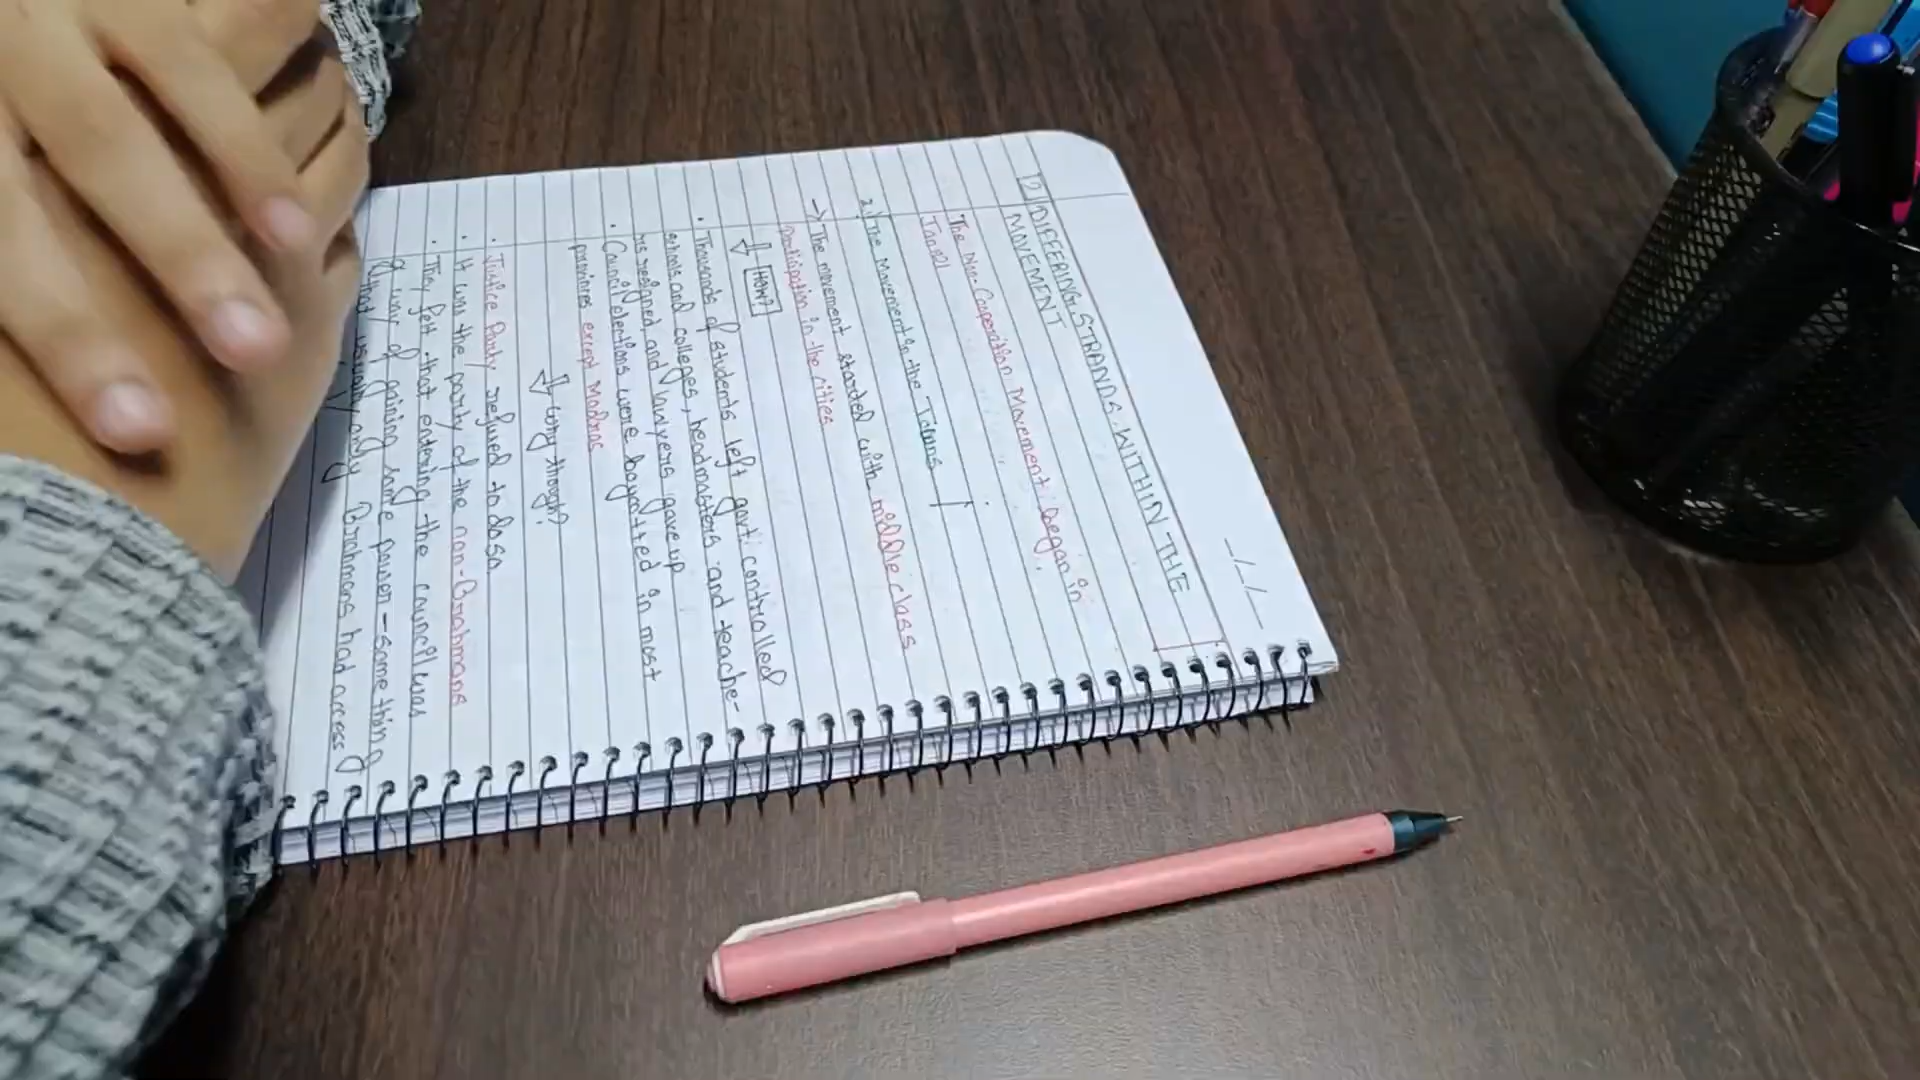 _/_/_
2) DIFFERING STRANDS WITHIN THE
MOVEMENT
The Non-Cooperation Movement began in
Jan 1921
2.1 The Movement in the Towns
→ The movement started with middle class
participation in the cities
HOW?
• Thousands of students left govt. controlled
schools and colleges, headmasters and teache-
rs resigned, and lawyers gave up
• Council elections were boycotted in most
provinces except Madras
Why though?
• Justice Party refused to do so.
• It was the party of the non-Brahmans
• They felt that entering the council was
a way of gaining some power - something
that usually only Brahmans had access